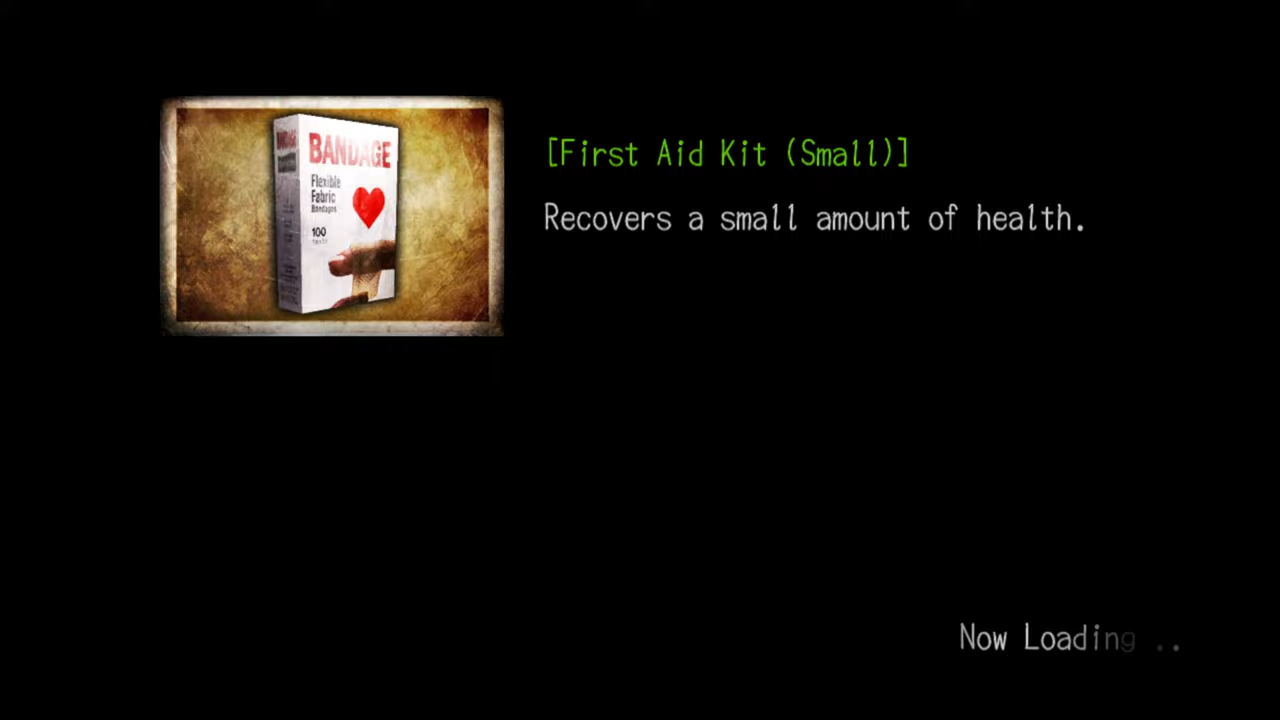 BANDAGE
Flexible
Fabric
Bandages
100
[First Aid Kit (Small)]
Recovers a small amount of health.
Now Loading ..